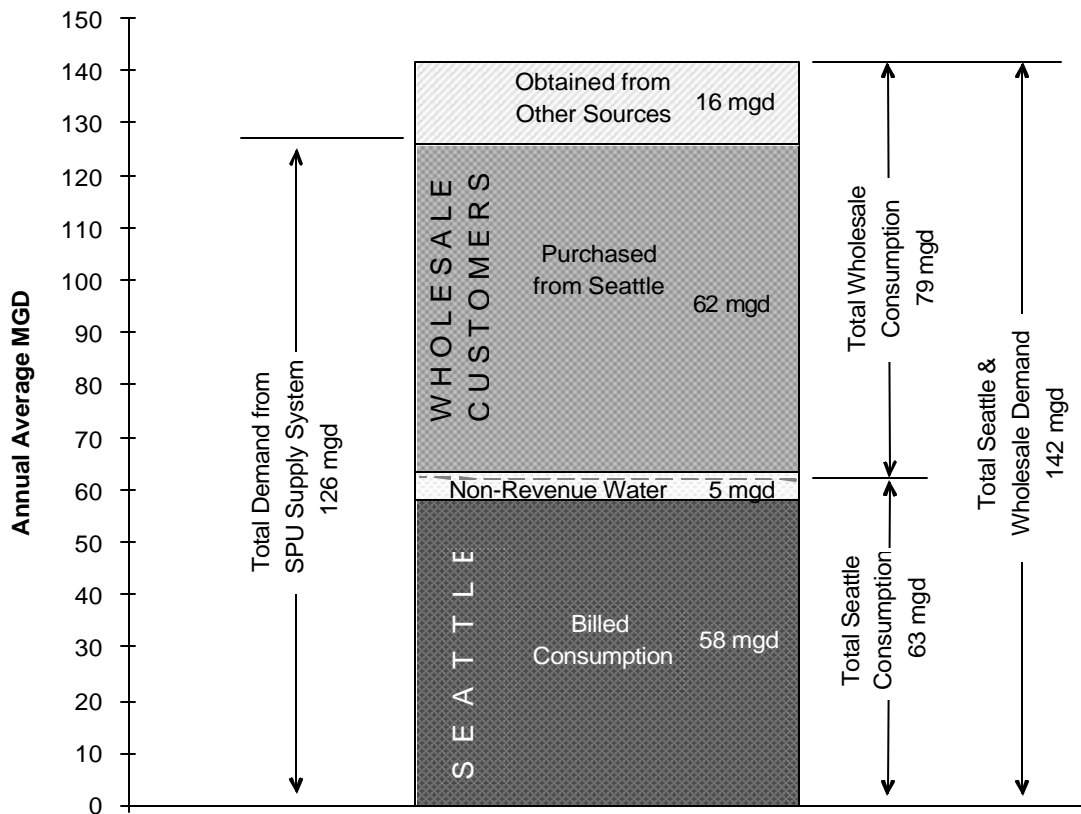 Annual Average MGD
150
140
130
120
110
100
90
80
70
60
50
40
30
20
10
0
Total Demand from
SPU Supply System
126 mgd
Obtained from
Other Sources
16 mgd
WHOLESALE
CUSTOMERS
Purchased
from Seattle
62 mgd
Non-Revenue Water
5 mgd
SEATTLE
Billed
Consumption
58 mgd
Total Wholesale
Consumption
79 mgd
Total Seattle
Consumption
63 mgd
Total Seattle &
Wholesale Demand
142 mgd